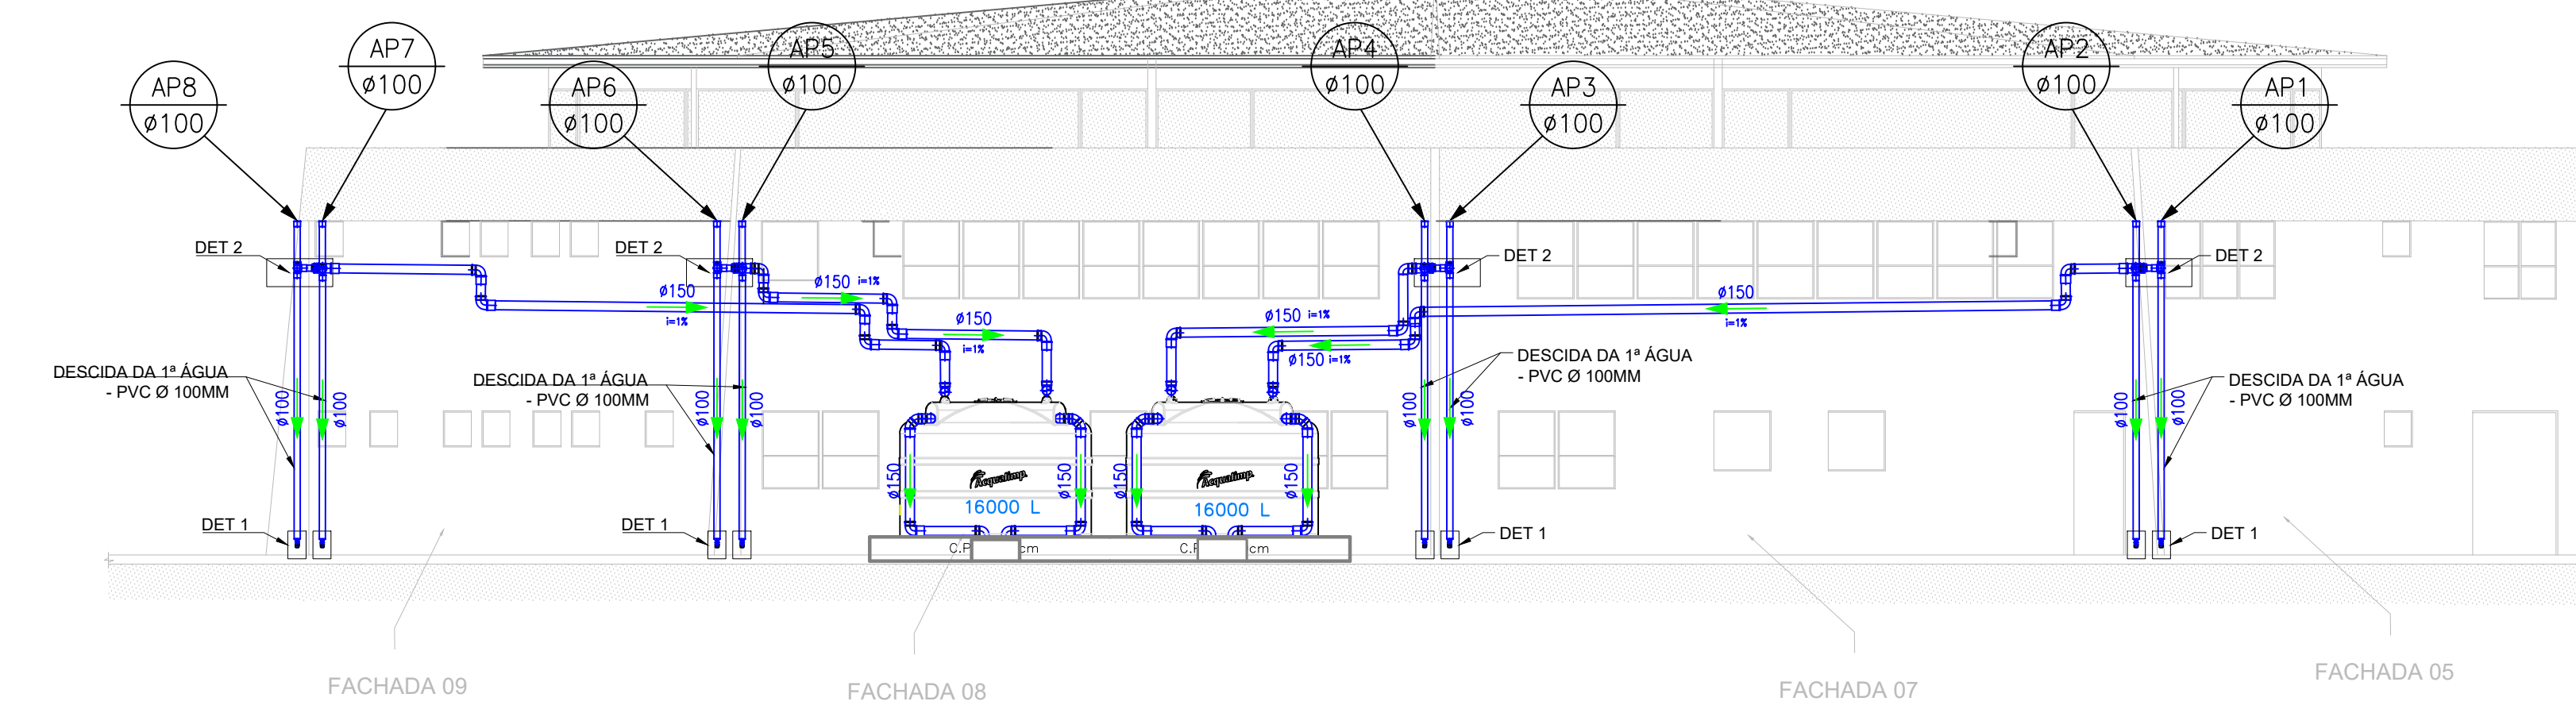 AP8
ø100
AP7
ø100
AP6
ø100
AP5
ø100
AP4
ø100
AP3
ø100
AP2
ø100
AP1
ø100
DET 2
DET 2
DET 2
DET 2
ø150
i=1%
ø150 i=1%
ø150
i=1%
ø150 i=1%
ø150 i=1%
ø150
i=1%
DESCIDA DA 1ª ÁGUA
- PVC Ø 100MM
DESCIDA DA 1ª ÁGUA
- PVC Ø 100MM
DESCIDA DA 1ª ÁGUA
- PVC Ø 100MM
DESCIDA DA 1ª ÁGUA
- PVC Ø 100MM
ø100
ø100
ø100
ø100
ø100
ø100
ø100
ø100
ø150
ø150
ø150
ø150
Acqualimp
16000 L
Acqualimp
16000 L
DET 1
DET 1
DET 1
DET 1
cm
cm
FACHADA 09
FACHADA 08
FACHADA 07
FACHADA 05